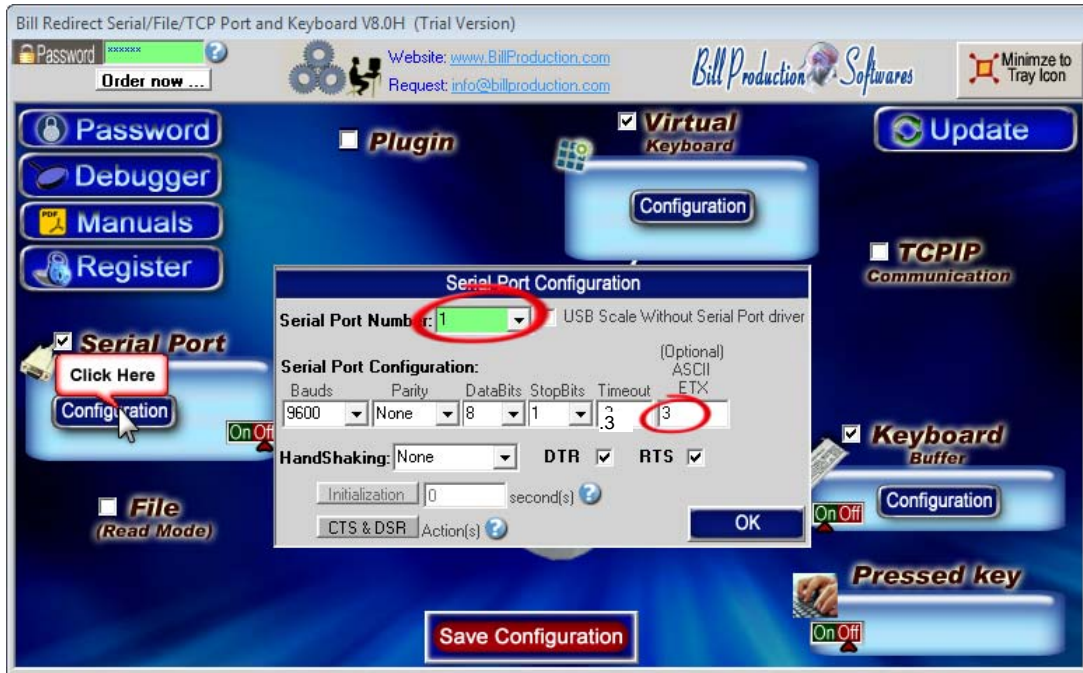 Bill Redirect Serial/File/TCP Port and Keyboard V8.0H (Trial Version)
Password xxxxxx
Order now ...
Website: www.BillProduction.com
Request: info@billproduction.com
Bill Production Softwares
Minimze to
Tray Icon
Password
Debugger
PDF Manuals
Register
Plugin
Virtual
Keyboard
Configuration
Update
TCPIP
Communication
Serial Port
Click Here
Configuration
On Off
File
(Read Mode)
Serial Port Configuration
Serial Port Number: 1 USB Scale Without Serial Port driver
Serial Port Configuration:
(Optional)
ASCII
Bauds Parity DataBits StopBits Timeout ETX
9600 None 8 1 .3 3
HandShaking: None DTR RTS
Initialization 0 second(s) ?
CTS & DSR Action(s) ?
OK
Keyboard
Buffer
Configuration
On Off
Pressed key
On Off
Save Configuration